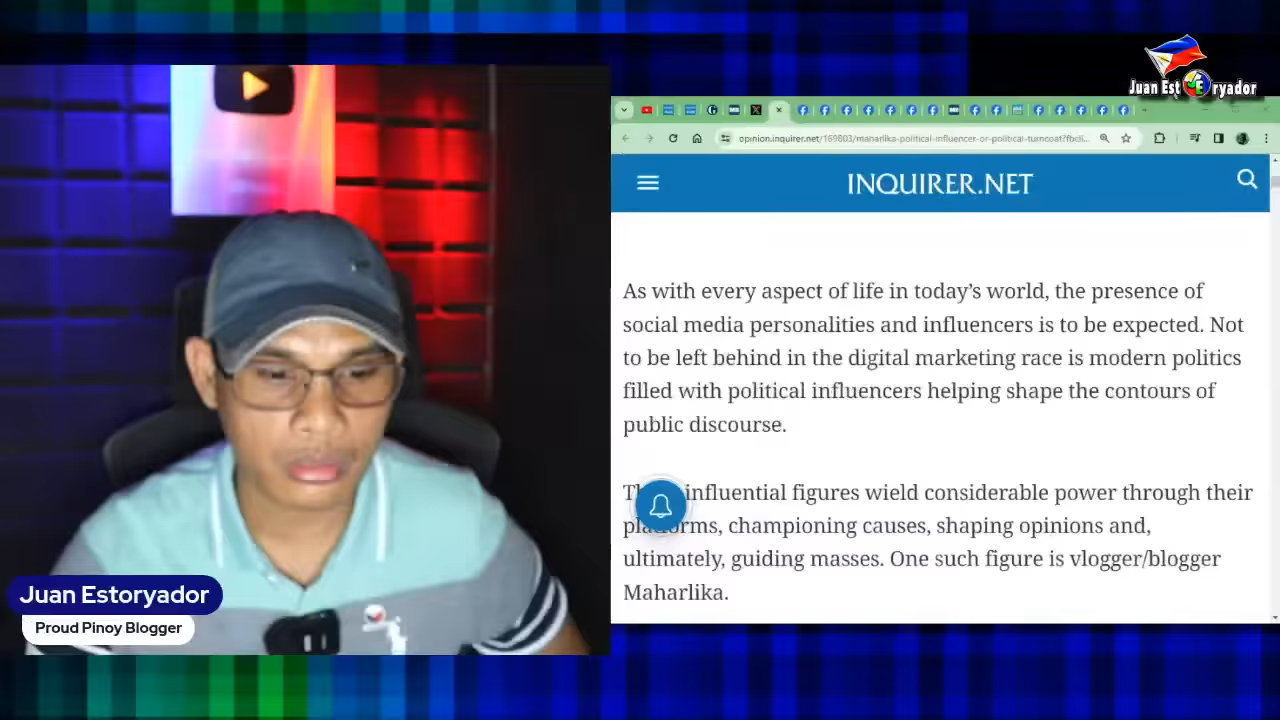 Juan Est ryador
opinion.inquirer.net/169803/maharlika-political-influencer-or-political-turncoat?fbcli...
INQUIRER.NET
As with every aspect of life in today’s world, the presence of
social media personalities and influencers is to be expected. Not
to be left behind in the digital marketing race is modern politics
filled with political influencers helping shape the contours of
public discourse.
influential figures wield considerable power through their
championing causes, shaping opinions and,
ultimately, guiding masses. One such figure is vlogger/blogger
Maharlika.
Juan Estoryador
Proud Pinoy Blogger